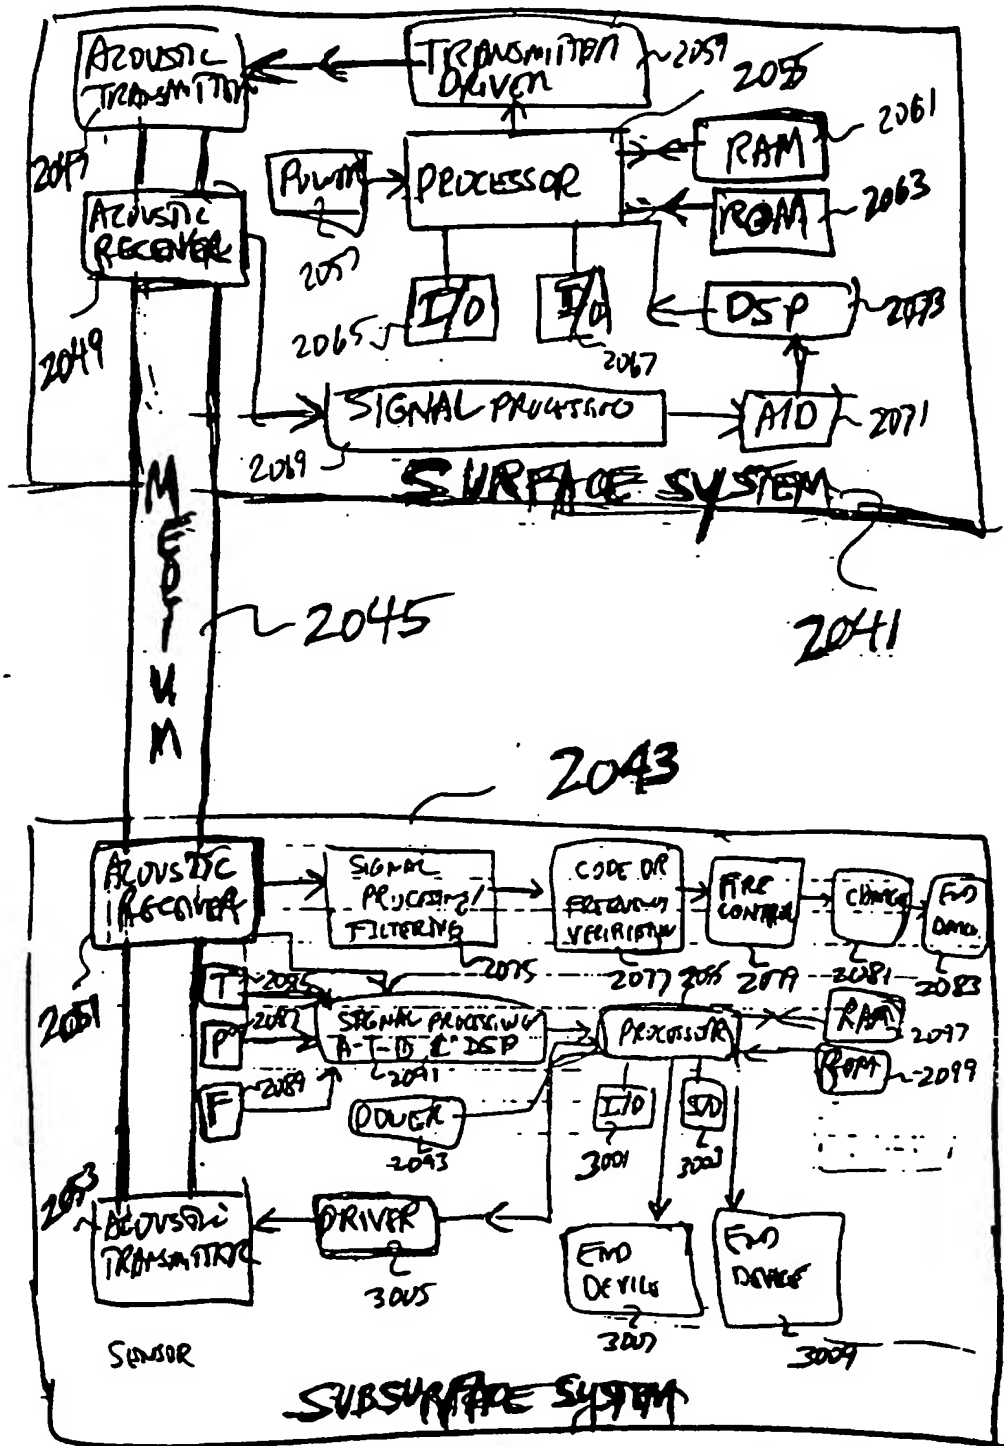 ACOUSTIC
TRANSMITTER
TRANSMITTER
DRIVER
2059
2055
2047
POWER
2057
PROCESSOR
RAM
2061
ROM
2063
ACOUSTIC
RECEIVER
2049
I/O
2065
I/O
2067
DSP
2073
SIGNAL PROCESSING
2069
A/D
2071
SURFACE SYSTEM
2041
MEDIUM
2045
2043
ACOUSTIC
RECEIVER
2051
SIGNAL
PROCESSING/
FILTERING
2075
CODE OR
FREQUENCY
VERIFICATION
2077
FIRE
CONTROL
2079
CHARGE
2081
END
DEVICE
2083
T
2085
P
2087
F
2089
SIGNAL PROCESSING
2091
POWER
2093
PROCESSOR
RAM
2097
ROM
2099
I/O
3001
3003
2053
ACOUSTIC
TRANSMITTER
DRIVER
3005
END
DEVICE
3007
END
DEVICE
3009
SENSOR
SUBSURFACE SYSTEM